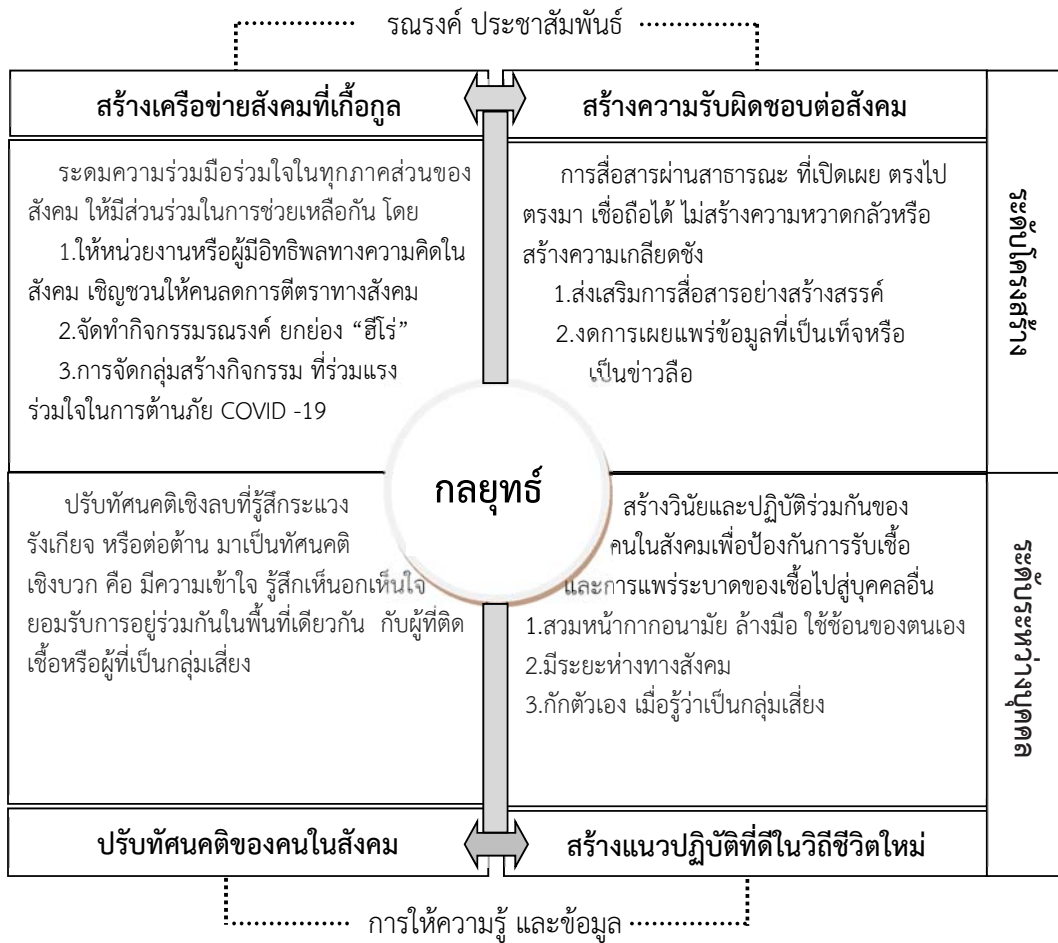 รณรงค์ ประชาสัมพันธ์
สร้างเครือข่ายสังคมที่เกื้อกูล
ระดมความร่วมมือร่วมใจในทุกภาคส่วนของ
สังคม ให้มีส่วนร่วมในการช่วยเหลือกัน โดย
1.ให้หน่วยงานหรือผู้มีอิทธิพลทางความคิดใน
สังคม เชิญชวนให้คนลดการตีตราทางสังคม
2.จัดทำกิจกรรมรณรงค์ ยกย่อง “ฮีโร่”
3.การจัดกลุ่มสร้างกิจกรรม ที่ร่วมแรง
ร่วมใจในการต้านภัย COVID -19
สร้างความรับผิดชอบต่อสังคม
การสื่อสารผ่านสาธารณะ ที่เปิดเผย ตรงไป
ตรงมา เชื่อถือได้ ไม่สร้างความหวาดกลัวหรือ
สร้างความเกลียดชัง
1.ส่งเสริมการสื่อสารอย่างสร้างสรรค์
2.งดการเผยแพร่ข้อมูลที่เป็นเท็จหรือ
เป็นข่าวลือ
ระดับโครงสร้าง
กลยุทธ์
ปรับทัศนคติเชิงลบที่รู้สึกระแวง
รังเกียจ หรือต่อต้าน มาเป็นทัศนคติ
เชิงบวก คือ มีความเข้าใจ รู้สึกเห็นอกเห็นใจ
ยอมรับการอยู่ร่วมกันในพื้นที่เดียวกัน กับผู้ที่ติด
เชื้อหรือผู้ที่เป็นกลุ่มเสี่ยง
ปรับทัศนคติของคนในสังคม
สร้างวินัยและปฏิบัติร่วมกันของ
คนในสังคมเพื่อป้องกันการรับเชื้อ
และการแพร่ระบาดของเชื้อไปสู่บุคคลอื่น
1.สวมหน้ากากอนามัย ล้างมือ ใช้ช้อนของตนเอง
2.มีระยะห่างทางสังคม
3.กักตัวเอง เมื่อรู้ว่าเป็นกลุ่มเสี่ยง
สร้างแนวปฏิบัติที่ดีในวิถีชีวิตใหม่
ระดับระหว่างบุคคล
การให้ความรู้ และข้อมูล